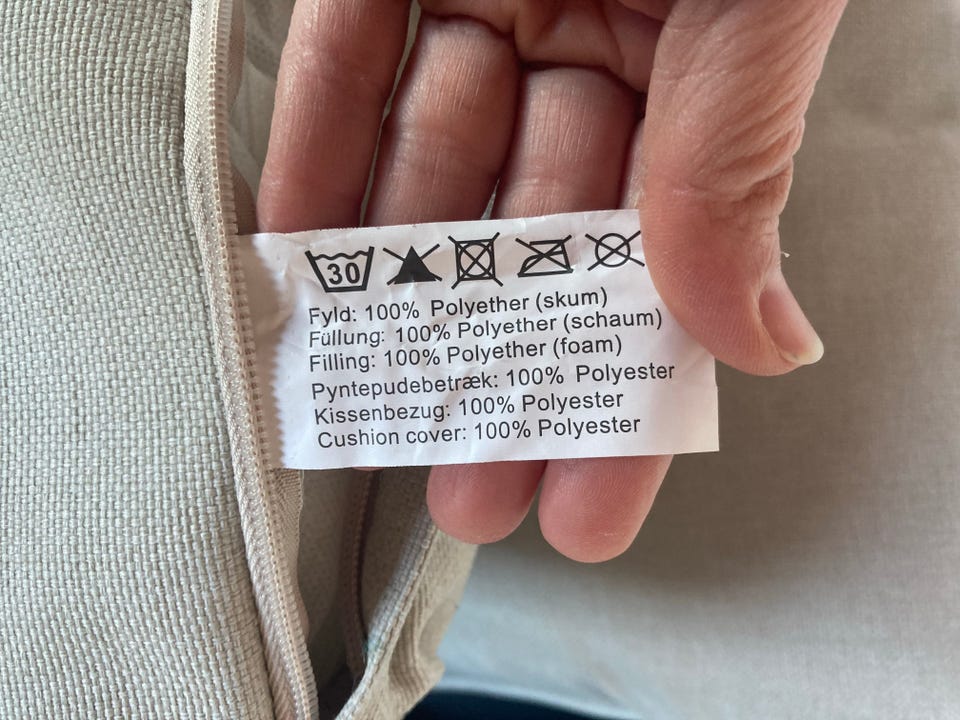 30
Fyld: 100% Polyether (skum)
Füllung: 100% Polyether (schaum)
Filling: 100% Polyether (foam)
Pyntepudebetræk: 100% Polyester
Kissenbezug: 100% Polyester
Cushion cover: 100% Polyester